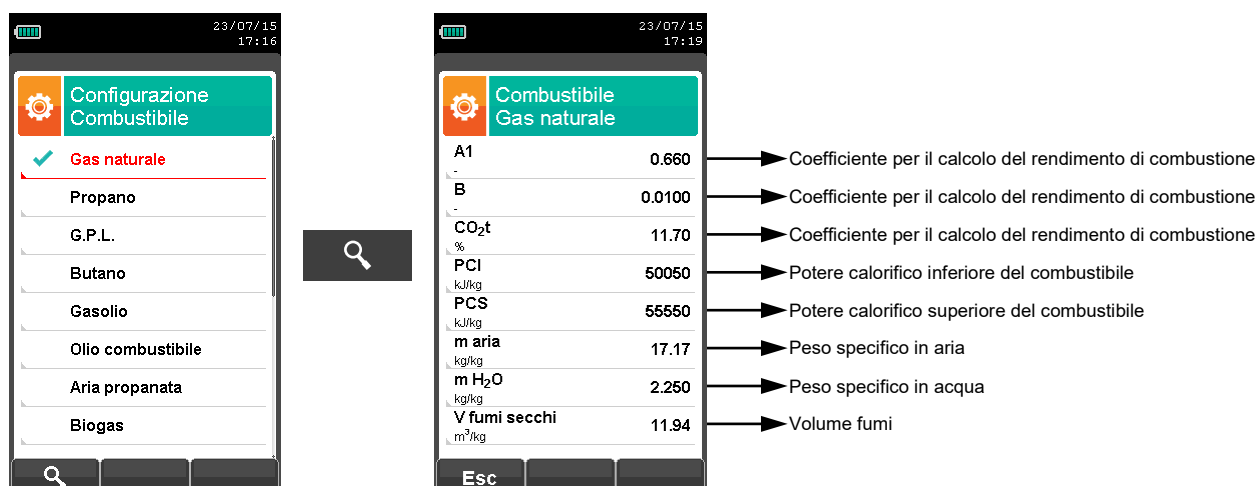 23/07/15
17:16
Configurazione
Combustibile
Gas naturale
Propano
G.P.L.
Butano
Gasolio
Olio combustibile
Aria propanata
Biogas
23/07/15
17:19
Combustibile
Gas naturale
A1 0.660 Coefficiente per il calcolo del rendimento di combustione
-
B 0.0100 Coefficiente per il calcolo del rendimento di combustione
-
CO₂t 11.70 Coefficiente per il calcolo del rendimento di combustione
%
PCI 50050 Potere calorifico inferiore del combustibile
kJ/kg
PCS 55550 Potere calorifico superiore del combustibile
kJ/kg
m aria 17.17 Peso specifico in aria
kg/kg
m H₂O 2.250 Peso specifico in acqua
kg/kg
V fumi secchi 11.94 Volume fumi
m³/kg
Esc